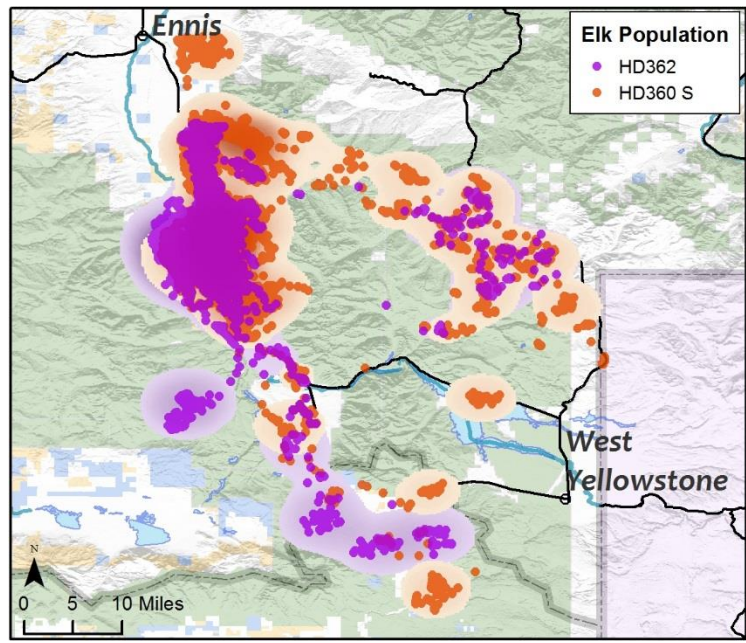 Ennis
Elk Population
HD362
HD360 S
West
Yellowstone
N
0 5 10 Miles